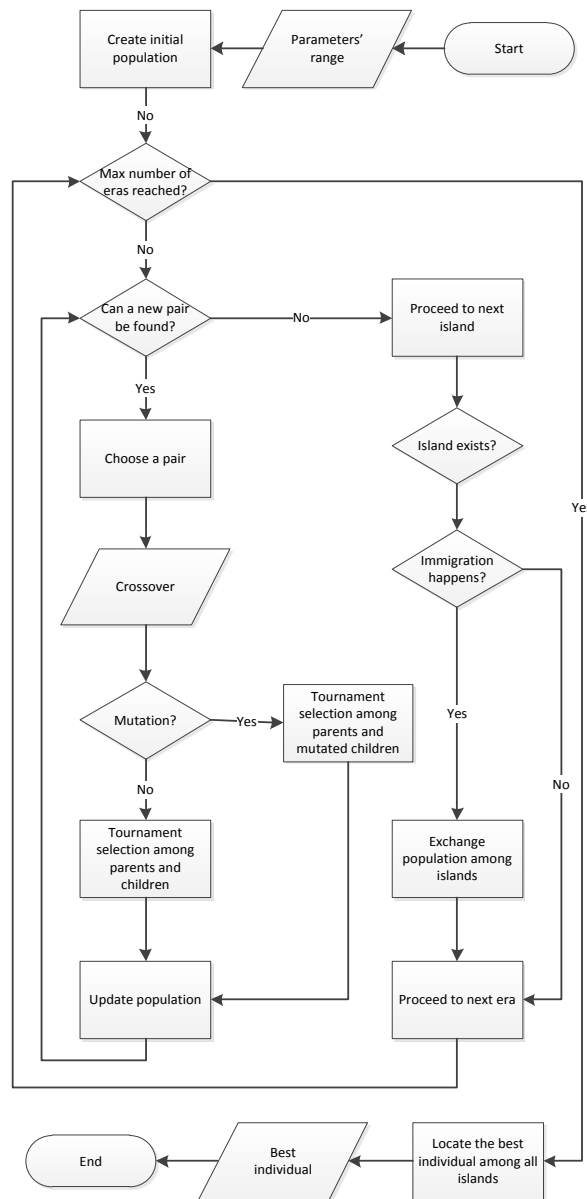 Create initial
population
Parameters'
range
Start
No
Max number of
eras reached?
No
Can a new pair
be found?
No
Proceed to next
island
Yes
Choose a pair
Island exists?
Yes
Immigration
happens?
Crossover
Mutation?
Yes
Tournament
selection among
parents and
mutated children
Yes
No
No
Tournament
selection among
parents and
children
Exchange
population among
islands
Update population
Proceed to next era
End
Best
individual
Locate the best
individual among all
islands